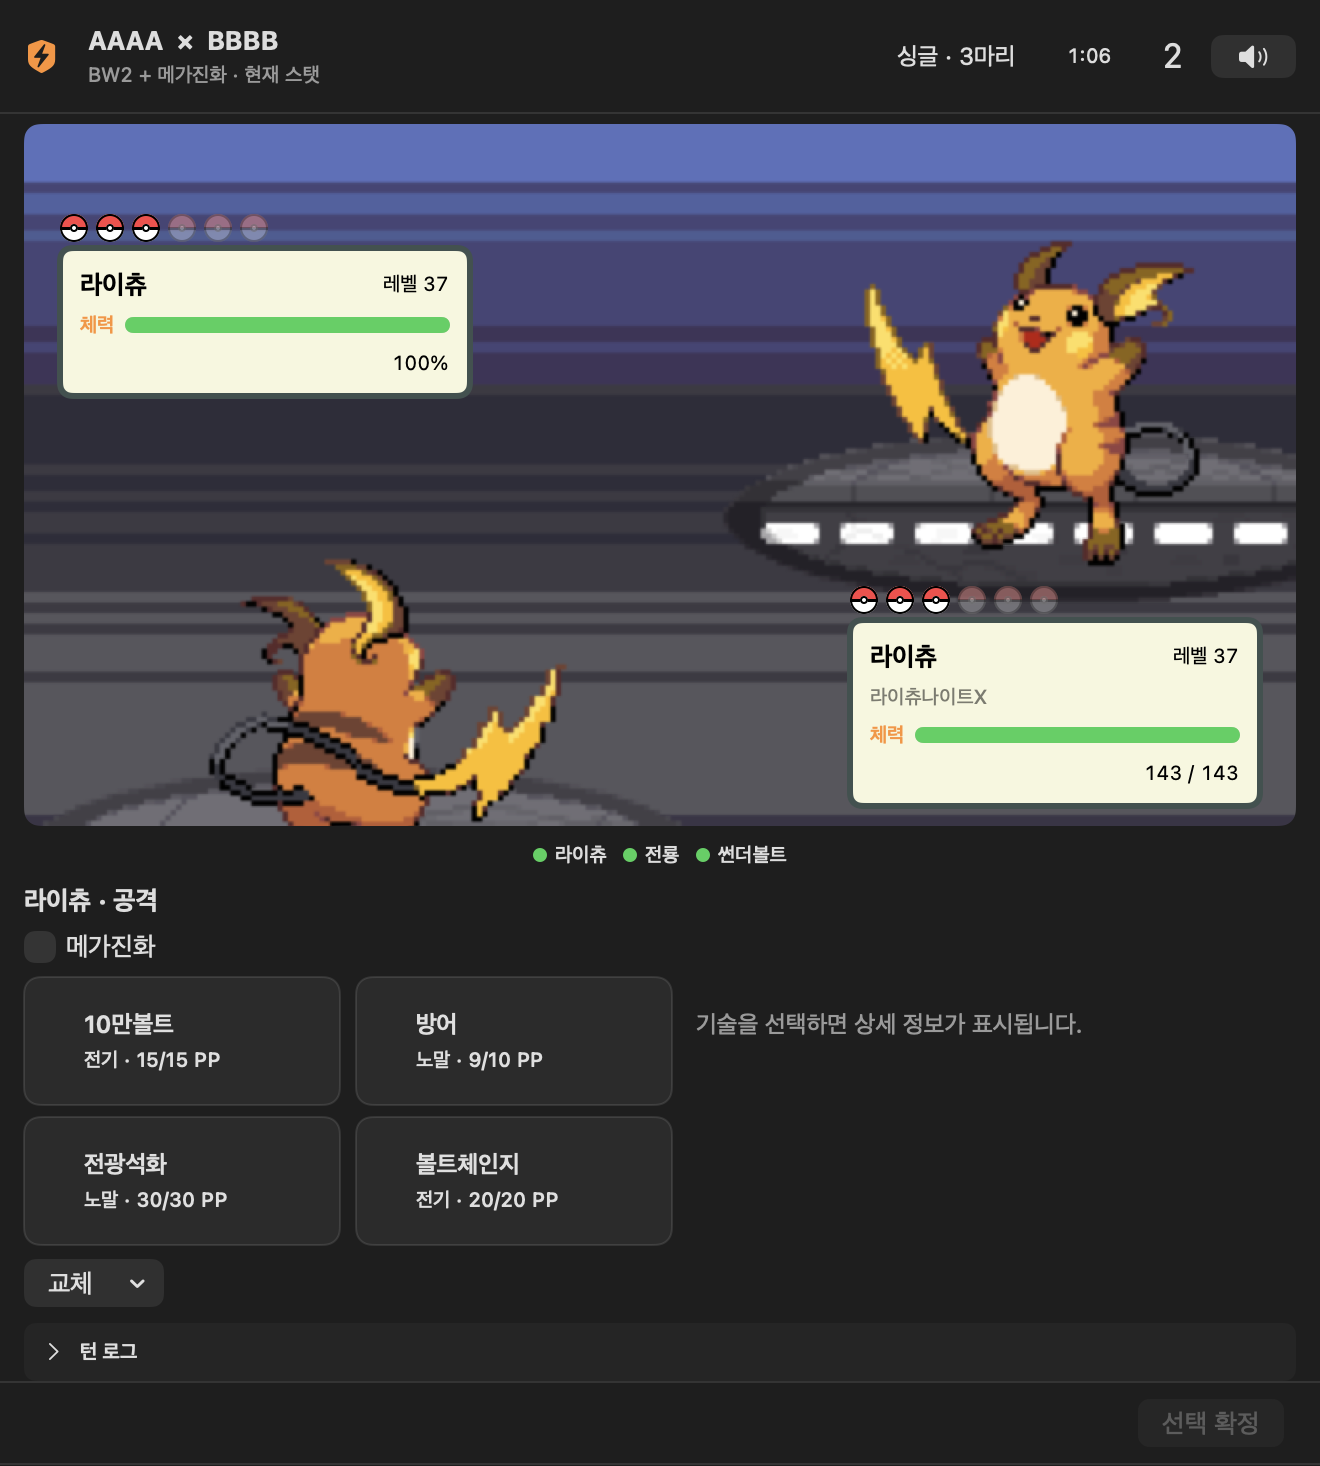 AAAA × BBBB
BW2 + 메가진화 · 현재 스탯
싱글 · 3마리
1:06
2
라이츄
레벨 37
체력
100%
라이츄
레벨 37
라이츄나이트X
체력
143 / 143
라이츄 전룡 썬더볼트
라이츄 · 공격
메가진화
10만볼트
전기 · 15/15 PP
방어
노말 · 9/10 PP
기술을 선택하면 상세 정보가 표시됩니다.
전광석화
노말 · 30/30 PP
볼트체인지
전기 · 20/20 PP
교체
턴 로그
선택 확정